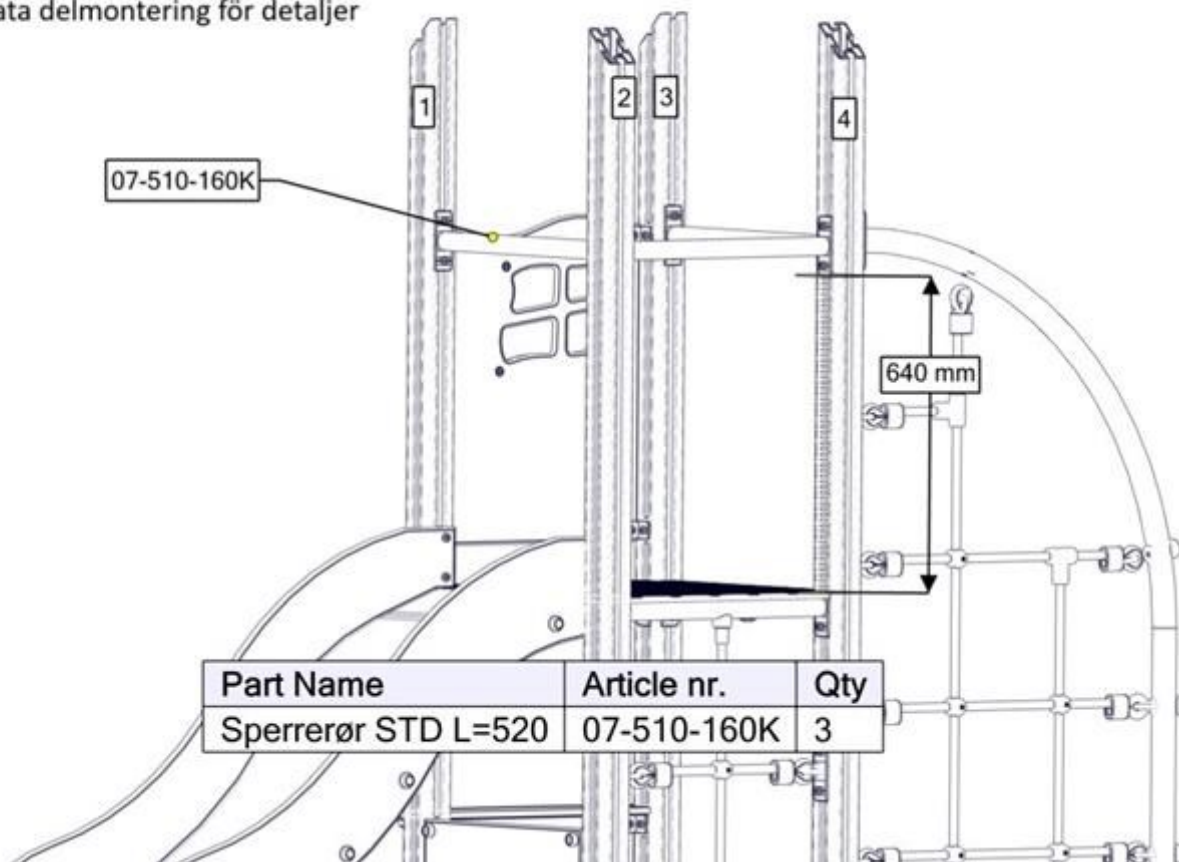 ata delmontering för detaljer
1
2
3
4
07-510-160K
640 mm
Part Name Article nr. Qty
Sperrerør STD L=520 07-510-160K 3